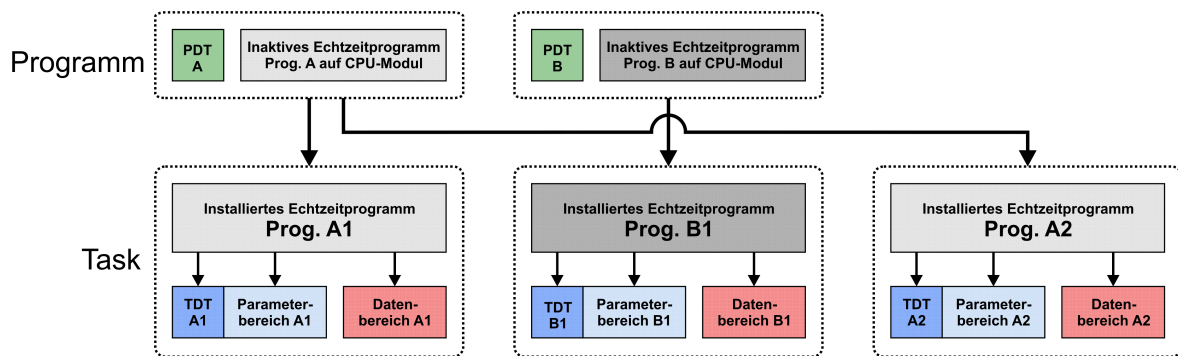 Programm
PDT
A
Inaktives Echtzeitprogramm
Prog. A auf CPU-Modul
PDT
B
Inaktives Echtzeitprogramm
Prog. B auf CPU-Modul
Task
Installiertes Echtzeitprogramm
Prog. A1
TDT
A1
Parameter-
bereich A1
Daten-
bereich A1
Installiertes Echtzeitprogramm
Prog. B1
TDT
B1
Parameter-
bereich B1
Daten-
bereich B1
Installiertes Echtzeitprogramm
Prog. A2
TDT
A2
Parameter-
bereich A2
Daten-
bereich A2